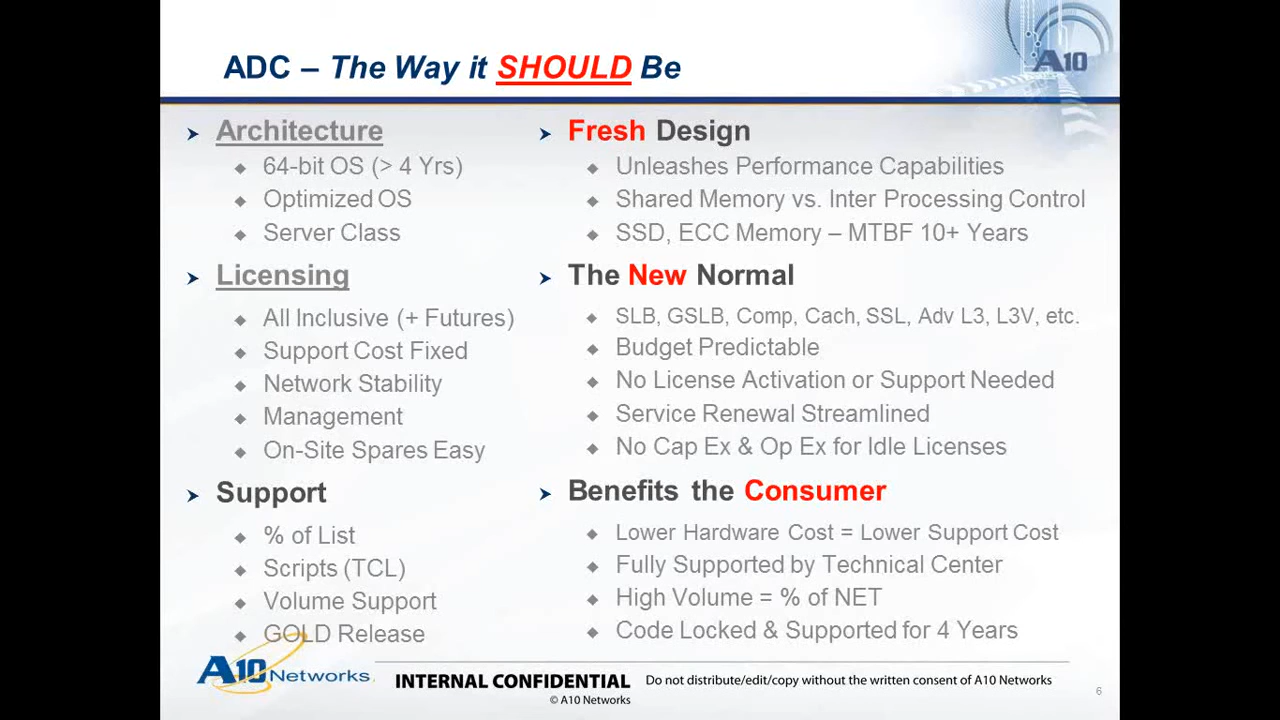 ADC – The Way it SHOULD Be
A10
Architecture
64-bit OS (> 4 Yrs)
Optimized OS
Server Class
Licensing
All Inclusive (+ Futures)
Support Cost Fixed
Network Stability
Management
On-Site Spares Easy
Support
% of List
Scripts (TCL)
Volume Support
GOLD Release
Fresh Design
Unleashes Performance Capabilities
Shared Memory vs. Inter Processing Control
SSD, ECC Memory – MTBF 10+ Years
The New Normal
SLB, GSLB, Comp, Cach, SSL, Adv L3, L3V, etc.
Budget Predictable
No License Activation or Support Needed
Service Renewal Streamlined
No Cap Ex & Op Ex for Idle Licenses
Benefits the Consumer
Lower Hardware Cost = Lower Support Cost
Fully Supported by Technical Center
High Volume = % of NET
Code Locked & Supported for 4 Years
A10 Networks
INTERNAL CONFIDENTIAL
© A10 Networks
Do not distribute/edit/copy without the written consent of A10 Networks
6